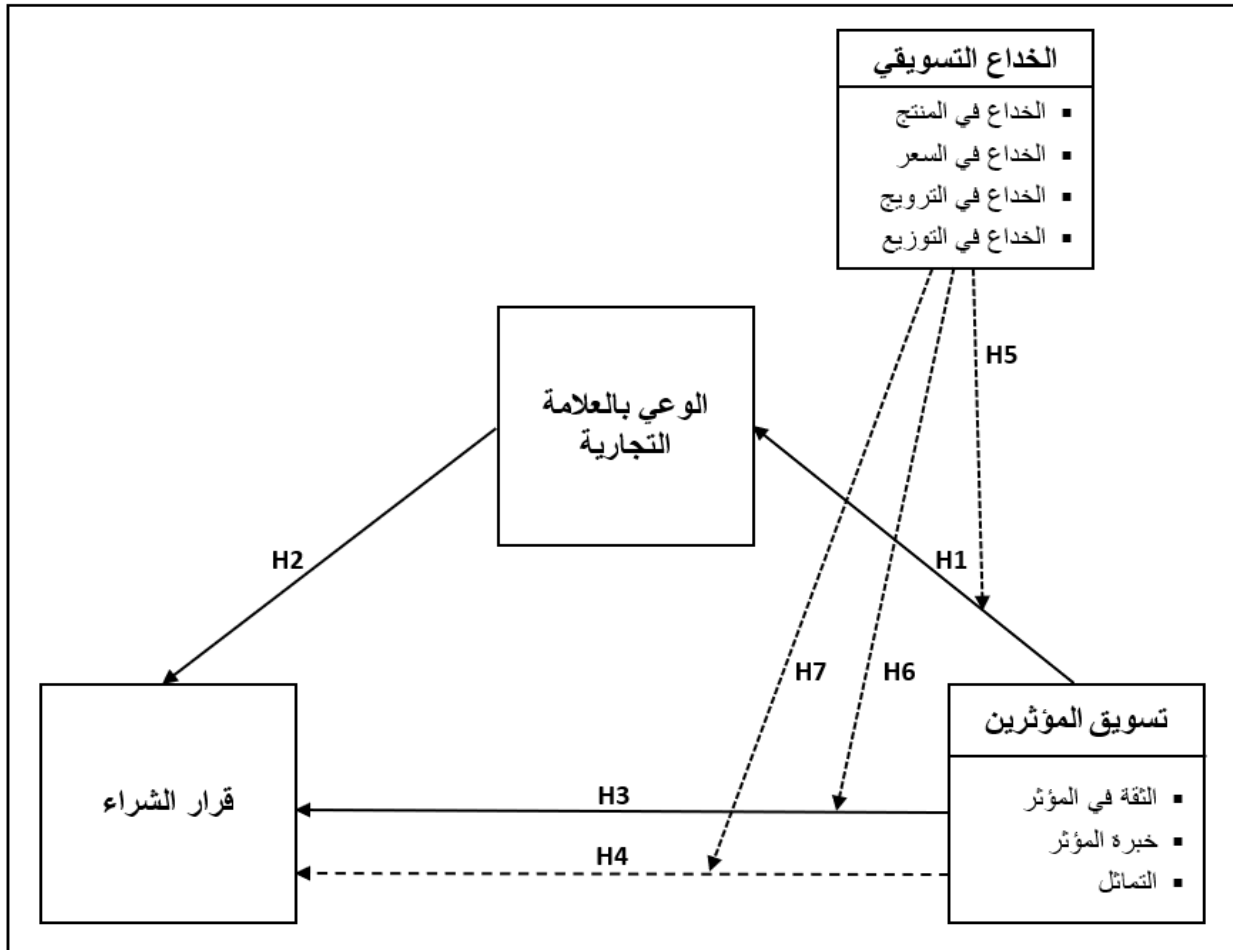 الخداع التسويقي
▪ الخداع في المنتج
▪ الخداع في السعر
▪ الخداع في الترويج
▪ الخداع في التوزيع
H5
الوعي بالعلامة
التجارية
H2
H1
H7
H6
تسويق المؤثرين
▪ الثقة في المؤثر
▪ خبرة المؤثر
▪ التماثل
H3
H4
قرار الشراء